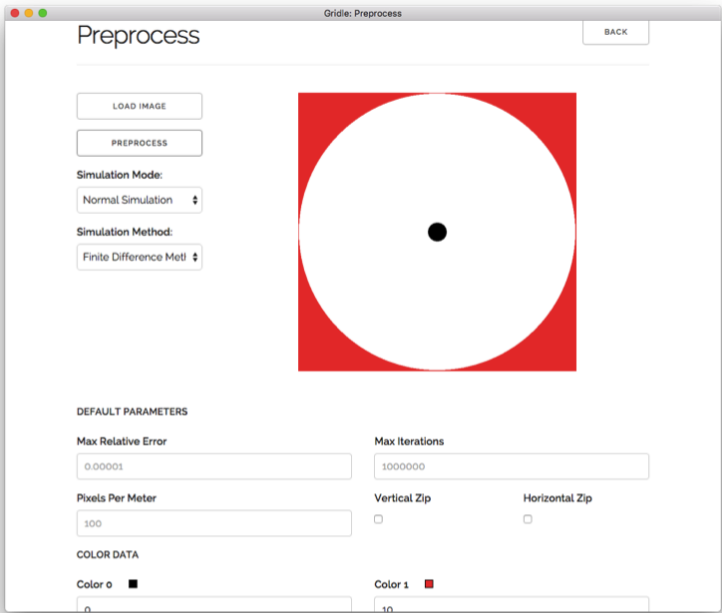 Gridle: Preprocess
Preprocess
BACK
LOAD IMAGE
PREPROCESS
Simulation Mode:
Normal Simulation
Simulation Method:
Finite Difference Metl
DEFAULT PARAMETERS
Max Relative Error
Max Iterations
0.00001
1000000
Pixels Per Meter
Vertical Zip
Horizontal Zip
100
COLOR DATA
Color 0
Color 1
0
10